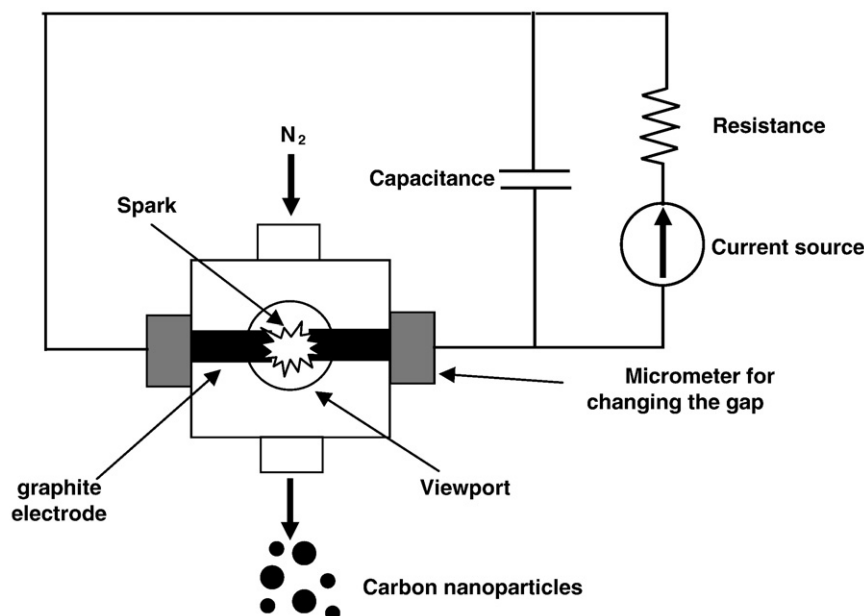 N2
Resistance
Capacitance
Spark
Current source
Micrometer for
changing the gap
graphite
electrode
Viewport
Carbon nanoparticles